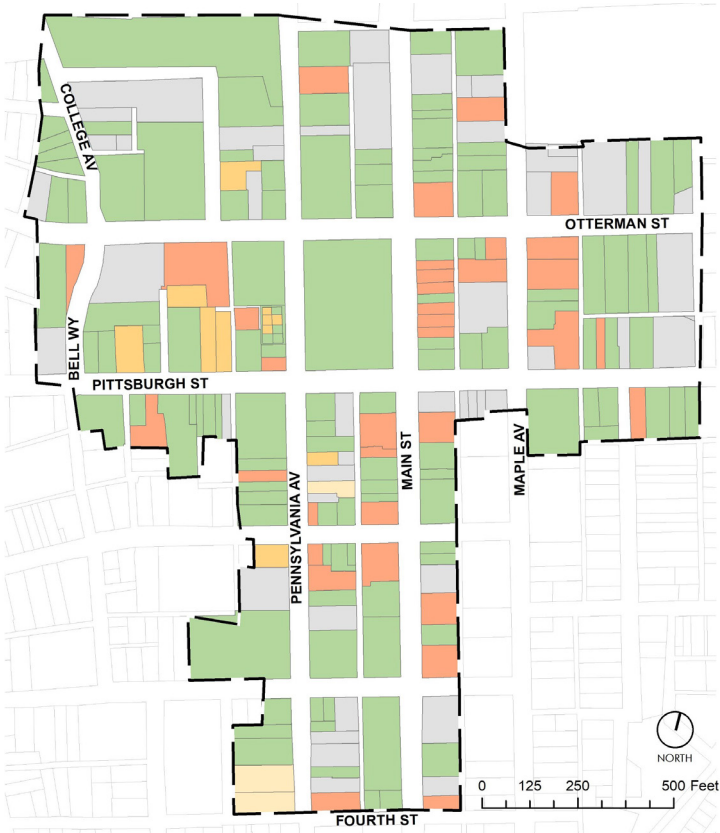 COLLEGE AV
OTTERMAN ST
BELL WY
PITTSBURGH ST
PENNSYLVANIA AV
MAIN ST
MAPLE AV
NORTH
0 125 250 500 Feet
FOURTH ST